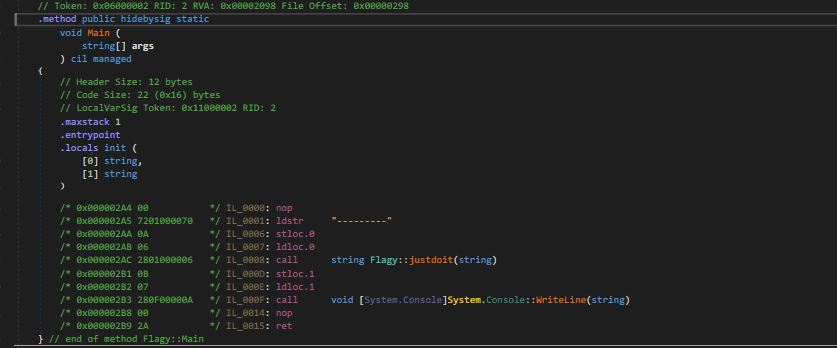 // Token: 0x06000002 RID: 2 RVA: 0x00002098 File Offset: 0x00000298
.method public hidebysig static
void Main (
string[] args
) cil managed
{
// Header Size: 12 bytes
// Code Size: 22 (0x16) bytes
// LocalVarSig Token: 0x11000002 RID: 2
.maxstack 1
.entrypoint
.locals init (
[0] string,
[1] string
)
/* 0x000002A4 00 */ IL_0000: nop
/* 0x000002A5 7201000070 */ IL_0001: ldstr "---------"
/* 0x000002AA 0A */ IL_0006: stloc.0
/* 0x000002AB 06 */ IL_0007: ldloc.0
/* 0x000002AC 2801000006 */ IL_0008: call string Flagy::justdoit(string)
/* 0x000002B1 0B */ IL_000D: stloc.1
/* 0x000002B2 07 */ IL_000E: ldloc.1
/* 0x000002B3 280F00000A */ IL_000F: call void [System.Console]System.Console::WriteLine(string)
/* 0x000002B8 00 */ IL_0014: nop
/* 0x000002B9 2A */ IL_0015: ret
} // end of method Flagy::Main